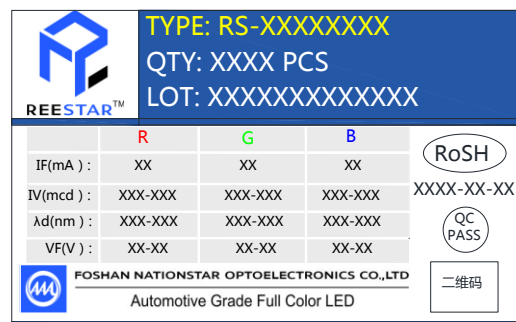 TYPE: RS-XXXXXXXX
QTY: XXXX PCS
LOT: XXXXXXXXXXXXX
REESTAR™
R G B
IF(mA ) : XX XX XX
IV(mcd ) : XXX-XXX XXX-XXX XXX-XXX
λd(nm ) : XXX-XXX XXX-XXX XXX-XXX
VF(V ) : XX-XX XX-XX XX-XX
RoSH
XXXX-XX-XX
QC
PASS
FOSHAN NATIONSTAR OPTOELECTRONICS CO.,LTD
Automotive Grade Full Color LED
二维码